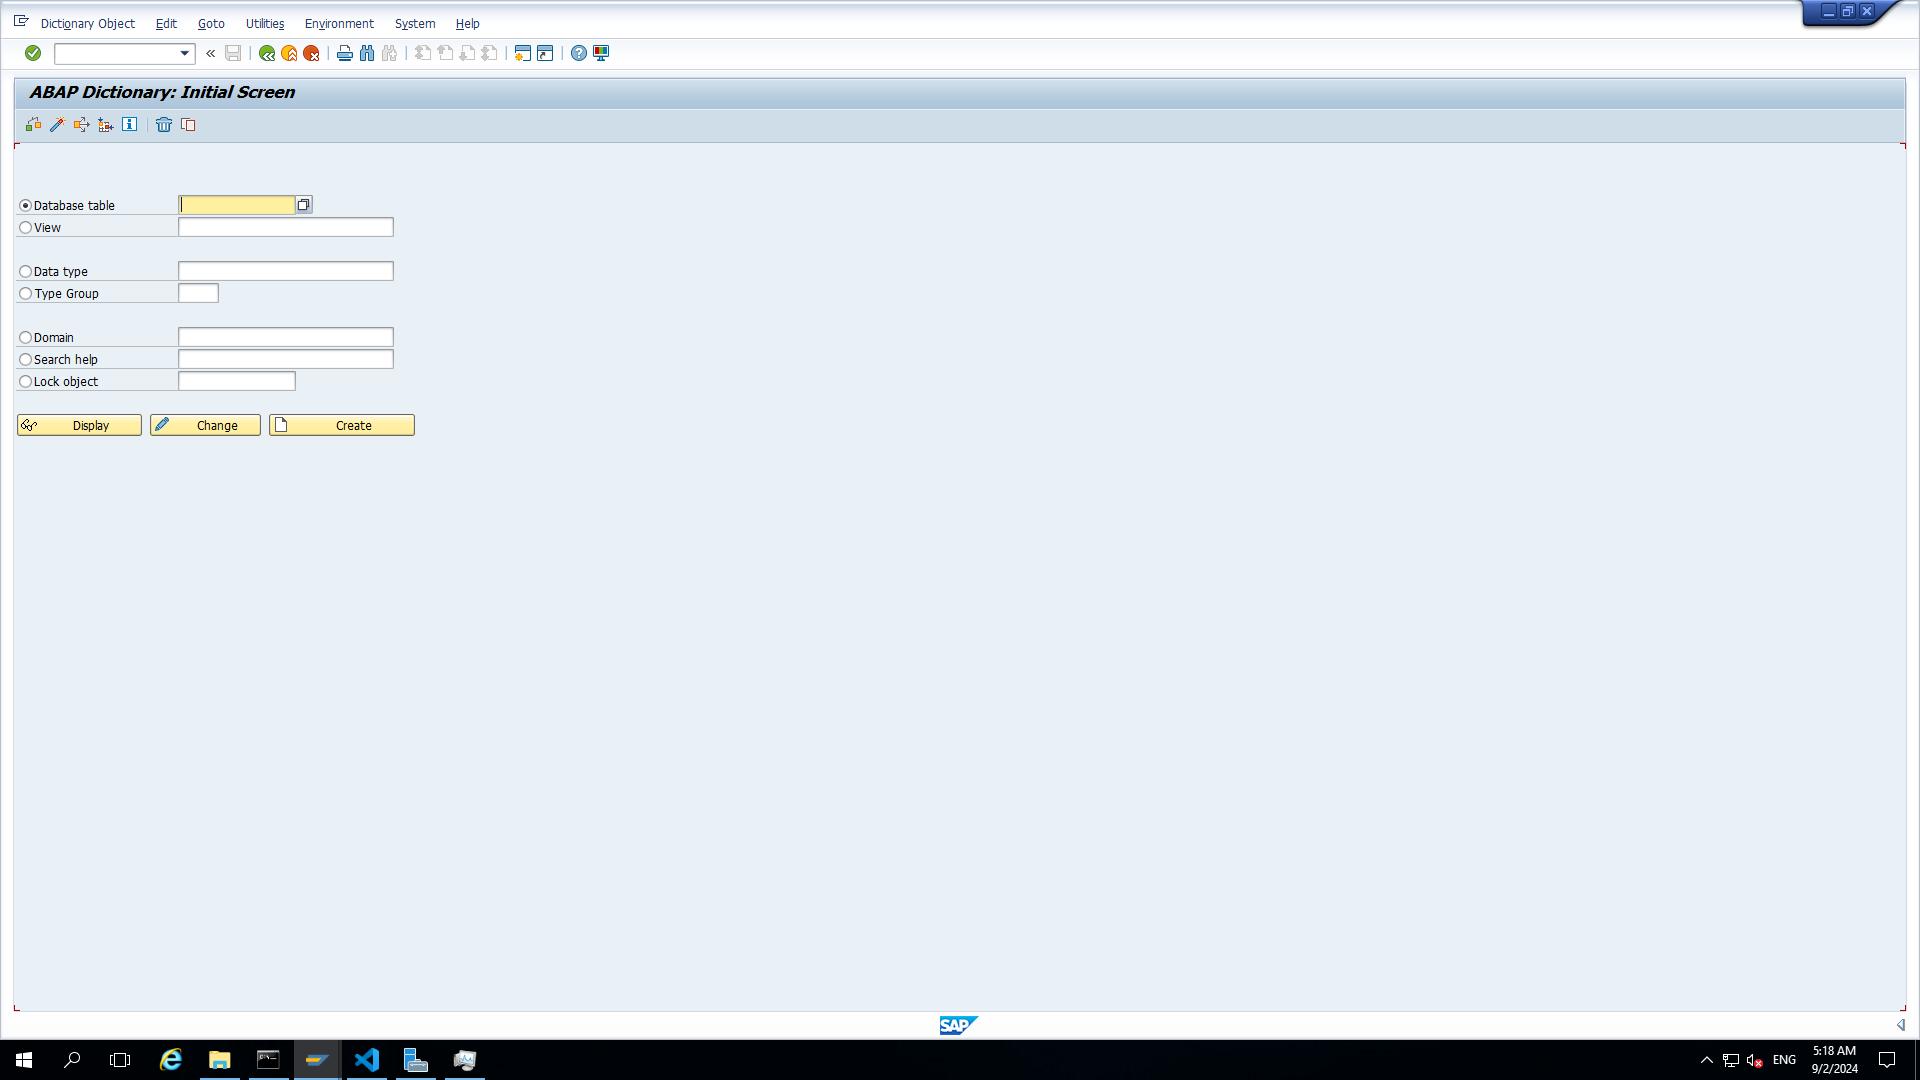 Dictionary Object Edit Goto Utilities Environment System Help
ABAP Dictionary: Initial Screen
Database table
View
Data type
Type Group
Domain
Search help
Lock object
Display Change Create
SAP
ENG
5:18 AM
9/2/2024